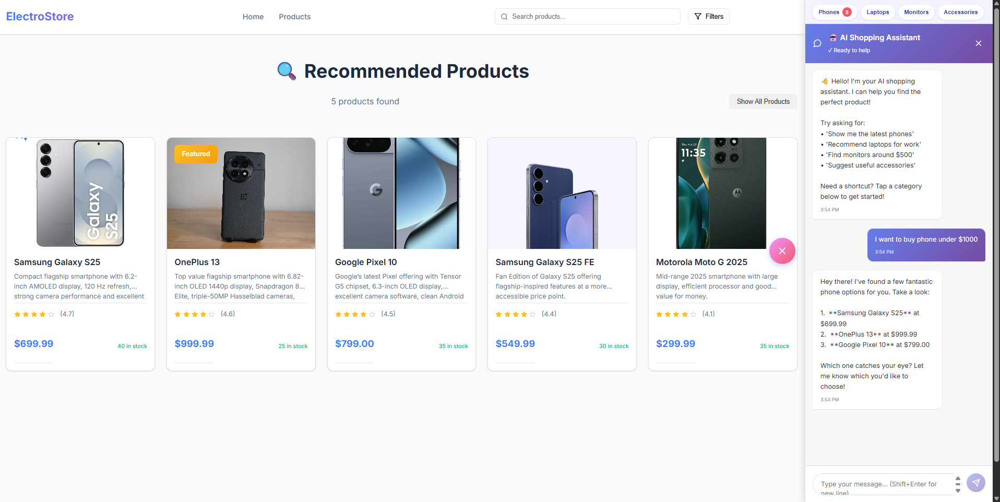 ElectroStore
Home
Products
Search products...
Filters
Recommended Products
5 products found
Show All Products
Galaxy
S25
Samsung Galaxy S25
Compact flagship smartphone with 6.2-
inch AMOLED display, 120 Hz refresh,...
strong camera performance and excellent
(4.7)
$699.99
40 in stock
Featured
OnePlus 13
Top value flagship smartphone with 6.82-
inch OLED 1440p display, Snapdragon 8...
Elite, triple-50MP Hasselblad cameras,
(4.6)
$999.99
25 in stock
G
Google Pixel 10
Google's latest Pixel offering with Tensor
G5 chipset, 6.3-inch OLED display,...
excellent camera software, clean Android
(4.5)
$799.00
35 in stock
Samsung Galaxy S25 FE
Fan Edition of Galaxy S25 offering
flagship-inspired features at a more...
accessible price point.
(4.4)
$549.99
30 in stock
Thu, Apr 23
11:35
Motorola Moto G 2025
Mid-range 2025 smartphone with large
display, efficient processor and good...
value for money.
(4.1)
$299.99
35 in stock
Phones 5
Laptops
Monitors
Accessories
AI Shopping Assistant
✓ Ready to help
Hello! I'm your AI shopping
assistant. I can help you find the
perfect product!
Try asking for:
• 'Show me the latest phones'
• 'Recommend laptops for work'
• 'Find monitors around $500'
• 'Suggest useful accessories'
Need a shortcut? Tap a category
below to get started!
3:54 PM
I want to buy phone under $1000
3:54 PM
Hey there! I've found a few fantastic
phone options for you. Take a look:
1. **Samsung Galaxy S25** at
$699.99
2. **OnePlus 13** at $999.99
3. **Google Pixel 10** at $799.00
Which one catches your eye? Let
me know which you'd like to
choose!
3:54 PM
Type your message... (Shift+Enter for
new line)